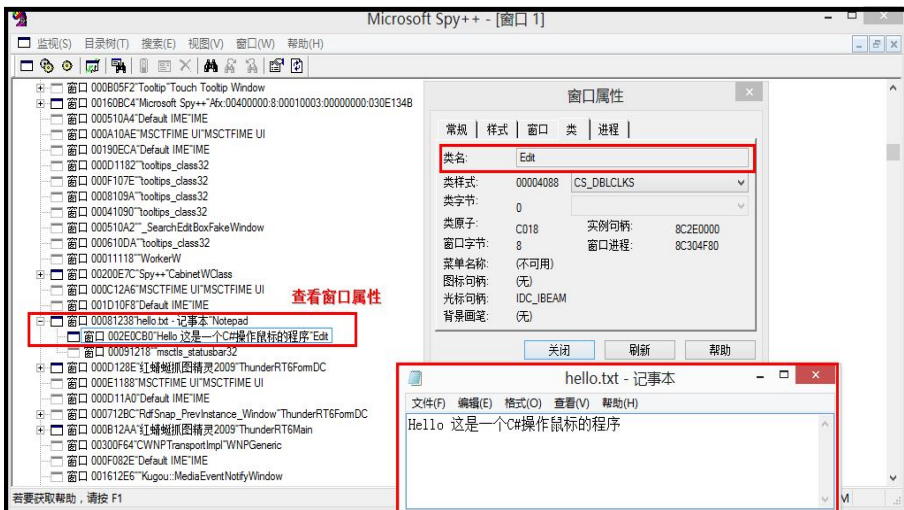 Microsoft Spy++ - [窗口 1]
监视(S) 目录树(T) 搜索(E) 视图(V) 窗口(W) 帮助(H)
窗口 000B05F2"Tooltip"Touch Tooltip Window
窗口 00160BC4"Microsoft Spy++"Afx:00400000:8:00010003:00000000:030E134B
窗口 000510A4"Default IME"IME
窗口 000A10AE"MSCTFIME UI"MSCTFIME UI
窗口 00190ECA"Default IME"IME
窗口 000D1182""tooltips_class32
窗口 000F107E""tooltips_class32
窗口 0008109A""tooltips_class32
窗口 00041090""tooltips_class32
窗口 000510A2""_SearchEditBoxFakeWindow
窗口 000610DA""tooltips_class32
窗口 00011118""WorkerW
窗口 00200E7C"Spy++"CabinetWClass
窗口 000C12A6"MSCTFIME UI"MSCTFIME UI
窗口 001D10F8"Default IME"IME
查看窗口属性
窗口 00081238"hello.txt - 记事本"Notepad
窗口 002E0CB0"Hello 这是一个C#操作鼠标的程序"Edit
窗口 00091218""msctls_statusbar32
窗口 000D128E"红蜻蜓抓图精灵2009"ThunderRT6FormDC
窗口 000E1188"MSCTFIME UI"MSCTFIME UI
窗口 000D11A0"Default IME"IME
窗口 000712BC"RdfSnap_PrevInstance_Window"ThunderRT6FormDC
窗口 000B12AA"红蜻蜓抓图精灵2009"ThunderRT6Main
窗口 00300F64"CWNPTransportImpl"WNPGeneric
窗口 000F082E"Default IME"IME
窗口 001612E6""Kugou::MediaEventNotifyWindow
若要获取帮助，请按 F1
窗口属性
常规 样式 窗口 类 进程
类名: Edit
类样式: 00004088 CS_DBLCLKS
类字节: 0
类原子: C018 实例句柄: 8C2E0000
窗口字节: 8 窗口进程: 8C304F80
菜单名称: (不可用)
图标句柄: (无)
光标句柄: IDC_IBEAM
背景画笔: (无)
关闭 刷新 帮助
hello.txt - 记事本
文件(F) 编辑(E) 格式(O) 查看(V) 帮助(H)
Hello 这是一个C#操作鼠标的程序